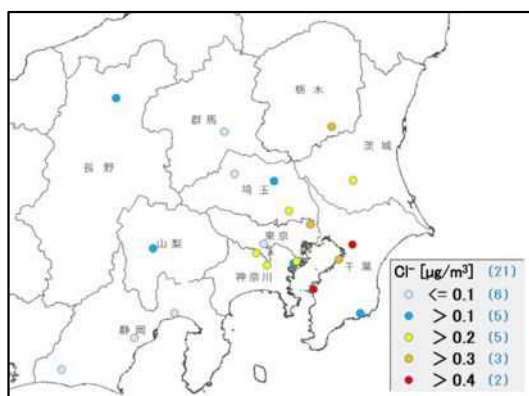 栃木
群馬
茨城
長野
埼玉
東京
山梨
千葉
神奈川
静岡
Cl⁻ [μg/m³] (21)
<= 0.1 (6)
> 0.1 (5)
> 0.2 (5)
> 0.3 (3)
> 0.4 (2)